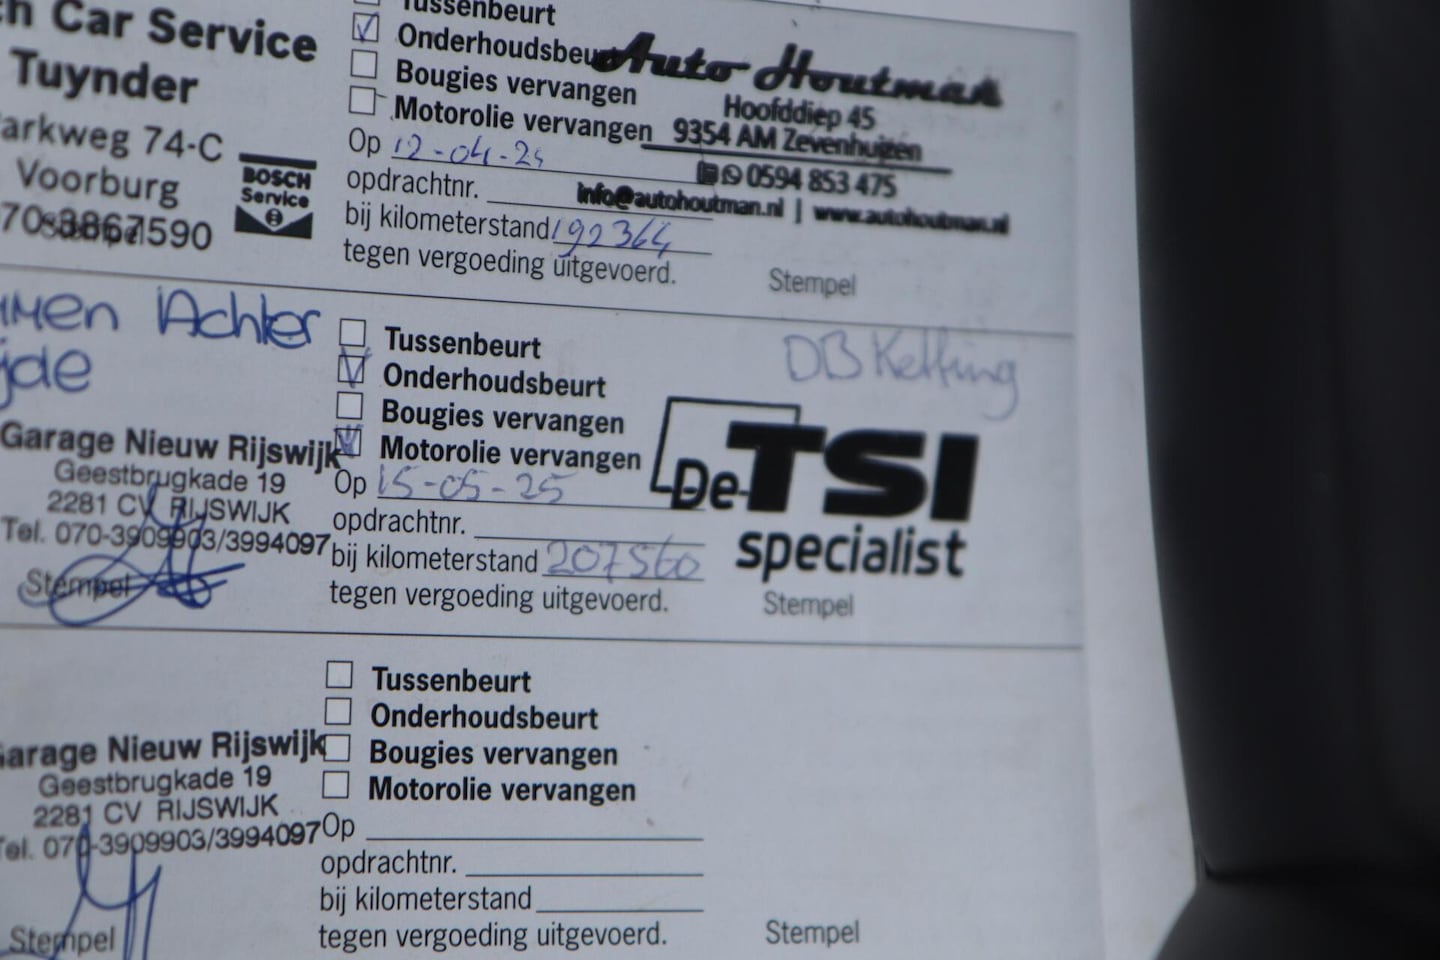 Car Service
Tuynder
arkweg 74-C
Voorburg
70-3867590
Stempel
BOSCH
Service
Tussenbeurt
Onderhoudsbeu
Bougies vervangen
Motorolie vervangen
Op 12-04-24
opdrachtnr.
bij kilometerstand 192364
tegen vergoeding uitgevoerd.
Auto Houtman
Hoofddiep 45
9354 AM Zevenhuizen
0594 853 475
info@autohoutman.nl | www.autohoutman.nl
Stempel
Achter
Garage Nieuw Rijswijk
Geestbrugkade 19
2281 CV RIJSWIJK
Tel. 070-3909903/3994097
Stempel
Tussenbeurt
Onderhoudsbeurt
Bougies vervangen
Motorolie vervangen
Op 15-05-25
opdrachtnr.
bij kilometerstand 207560
tegen vergoeding uitgevoerd.
DB Ketting
De TSI
specialist
Stempel
Garage Nieuw Rijswijk
Geestbrugkade 19
2281 CV RIJSWIJK
Tel. 070-3909903/3994097
Stempel
Tussenbeurt
Onderhoudsbeurt
Bougies vervangen
Motorolie vervangen
Op
opdrachtnr.
bij kilometerstand
tegen vergoeding uitgevoerd.
Stempel